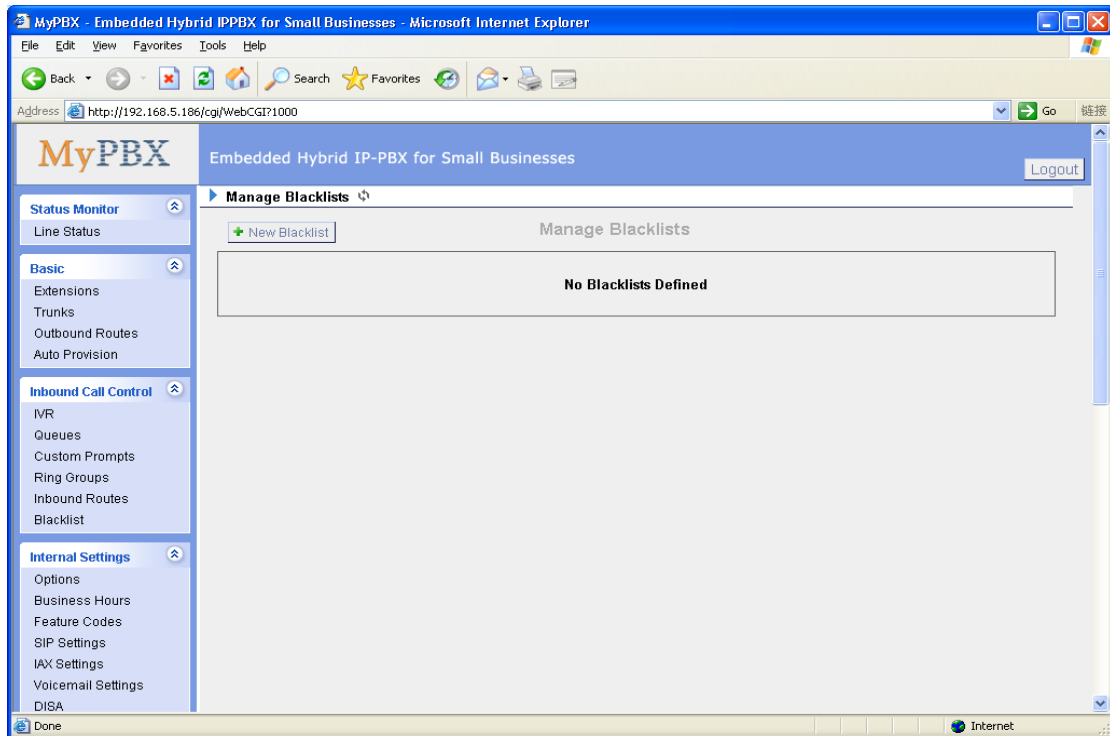 MyPBX - Embedded Hybrid IPPBX for Small Businesses - Microsoft Internet Explorer
File Edit View Favorites Tools Help
Back Search Favorites
Address http://192.168.5.186/cgi/WebCGI?1000 Go 链接
MyPBX
Embedded Hybrid IP-PBX for Small Businesses
Logout
Status Monitor
Line Status
Basic
Extensions
Trunks
Outbound Routes
Auto Provision
Inbound Call Control
IVR
Queues
Custom Prompts
Ring Groups
Inbound Routes
Blacklist
Internal Settings
Options
Business Hours
Feature Codes
SIP Settings
IAX Settings
Voicemail Settings
DISA
Manage Blacklists
New Blacklist Manage Blacklists
No Blacklists Defined
Done Internet